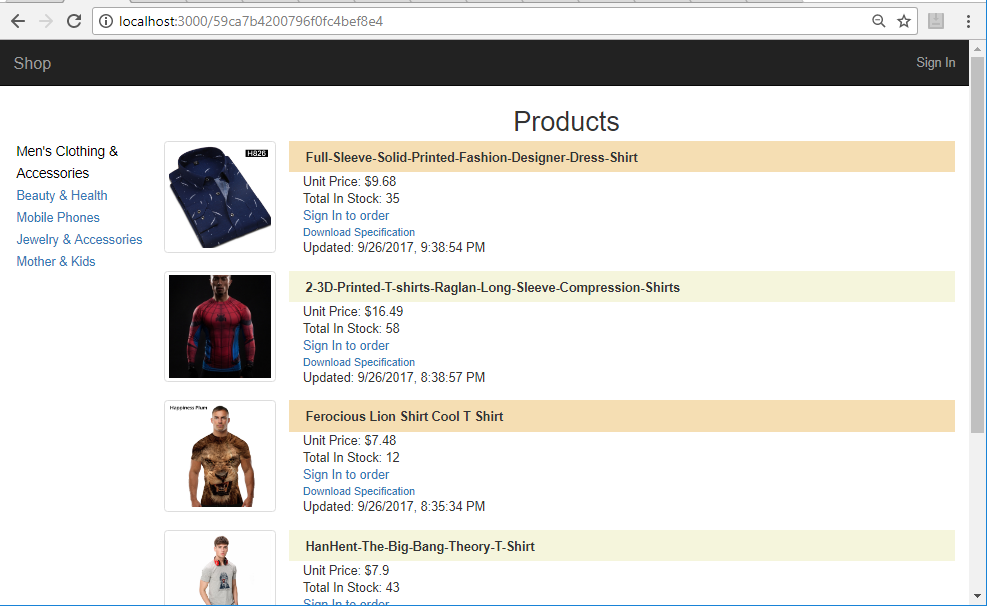 localhost:3000/59ca7b4200796f0fc4bef8e4
Shop
Sign In
Products
Men's Clothing &
Accessories
Beauty & Health
Mobile Phones
Jewelry & Accessories
Mother & Kids
H826
Full-Sleeve-Solid-Printed-Fashion-Designer-Dress-Shirt
Unit Price: $9.68
Total In Stock: 35
Sign In to order
Download Specification
Updated: 9/26/2017, 9:38:54 PM
2-3D-Printed-T-shirts-Raglan-Long-Sleeve-Compression-Shirts
Unit Price: $16.49
Total In Stock: 58
Sign In to order
Download Specification
Updated: 9/26/2017, 8:38:57 PM
Happiness Plum
Ferocious Lion Shirt Cool T Shirt
Unit Price: $7.48
Total In Stock: 12
Sign In to order
Download Specification
Updated: 9/26/2017, 8:35:34 PM
HanHent-The-Big-Bang-Theory-T-Shirt
Unit Price: $7.9
Total In Stock: 43
Sign In to order